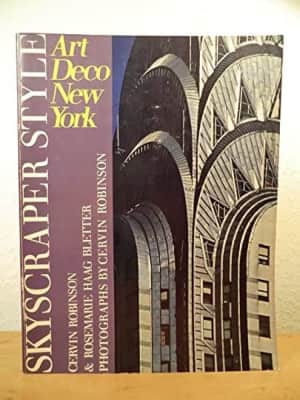 SKYSCRAPER STYLE
Art
Deco
New
York
CERVIN ROBINSON
& ROSEMARIE HAAG BLETTER
PHOTOGRAPHS BY CERVIN ROBINSON